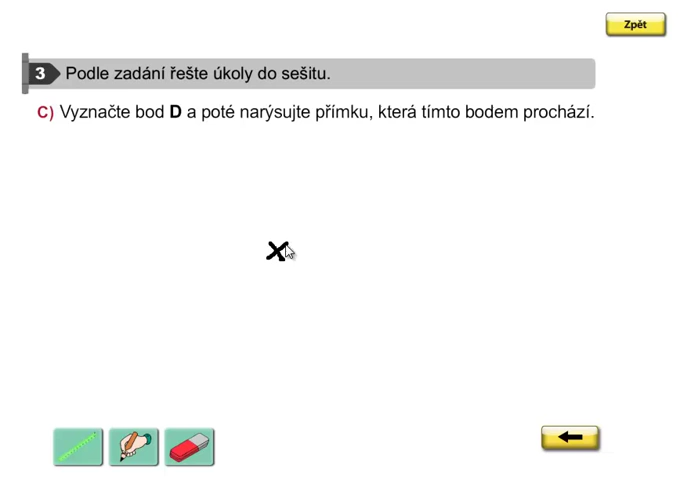 Zpět
3 Podle zadání řešte úkoly do sešitu.
C) Vyznačte bod D a poté narýsujte přímku, která tímto bodem prochází.